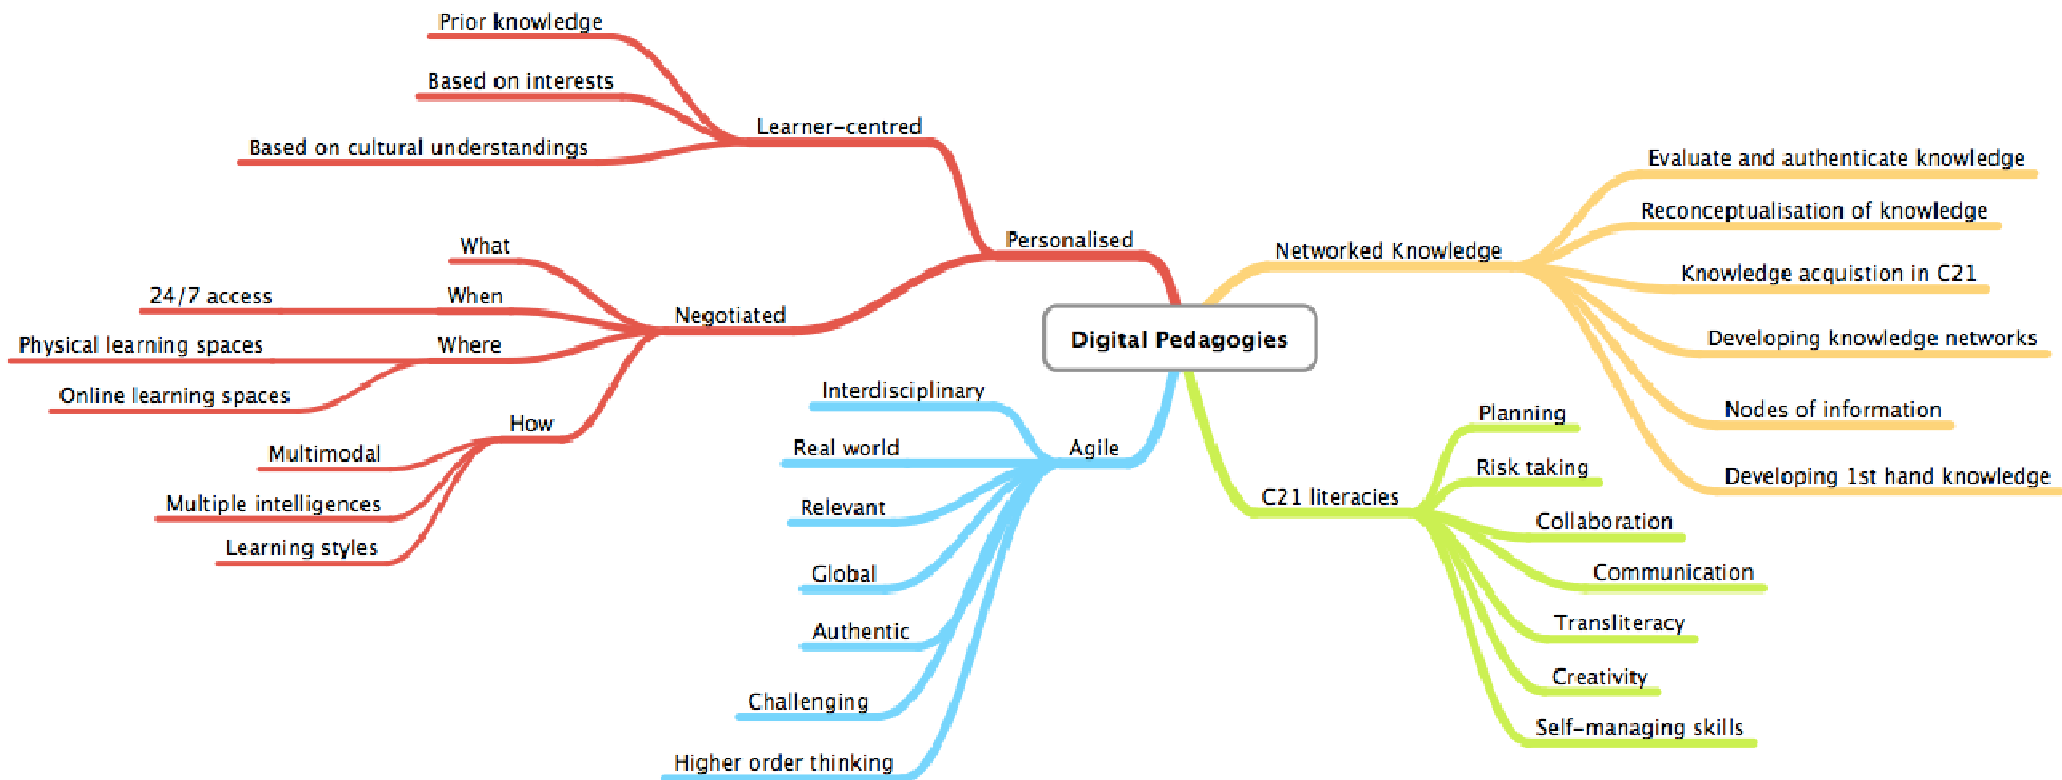 Digital Pedagogies
Personalised
Learner-centred
Prior knowledge
Based on interests
Based on cultural understandings
Negotiated
What
When
24/7 access
Where
Physical learning spaces
Online learning spaces
How
Multimodal
Multiple intelligences
Learning styles
Networked Knowledge
Evaluate and authenticate knowledge
Reconceptualisation of knowledge
Knowledge acquistion in C21
Developing knowledge networks
Nodes of information
Developing 1st hand knowledge
Agile
Interdisciplinary
Real world
Relevant
Global
Authentic
Challenging
Higher order thinking
C21 literacies
Planning
Risk taking
Collaboration
Communication
Transliteracy
Creativity
Self-managing skills